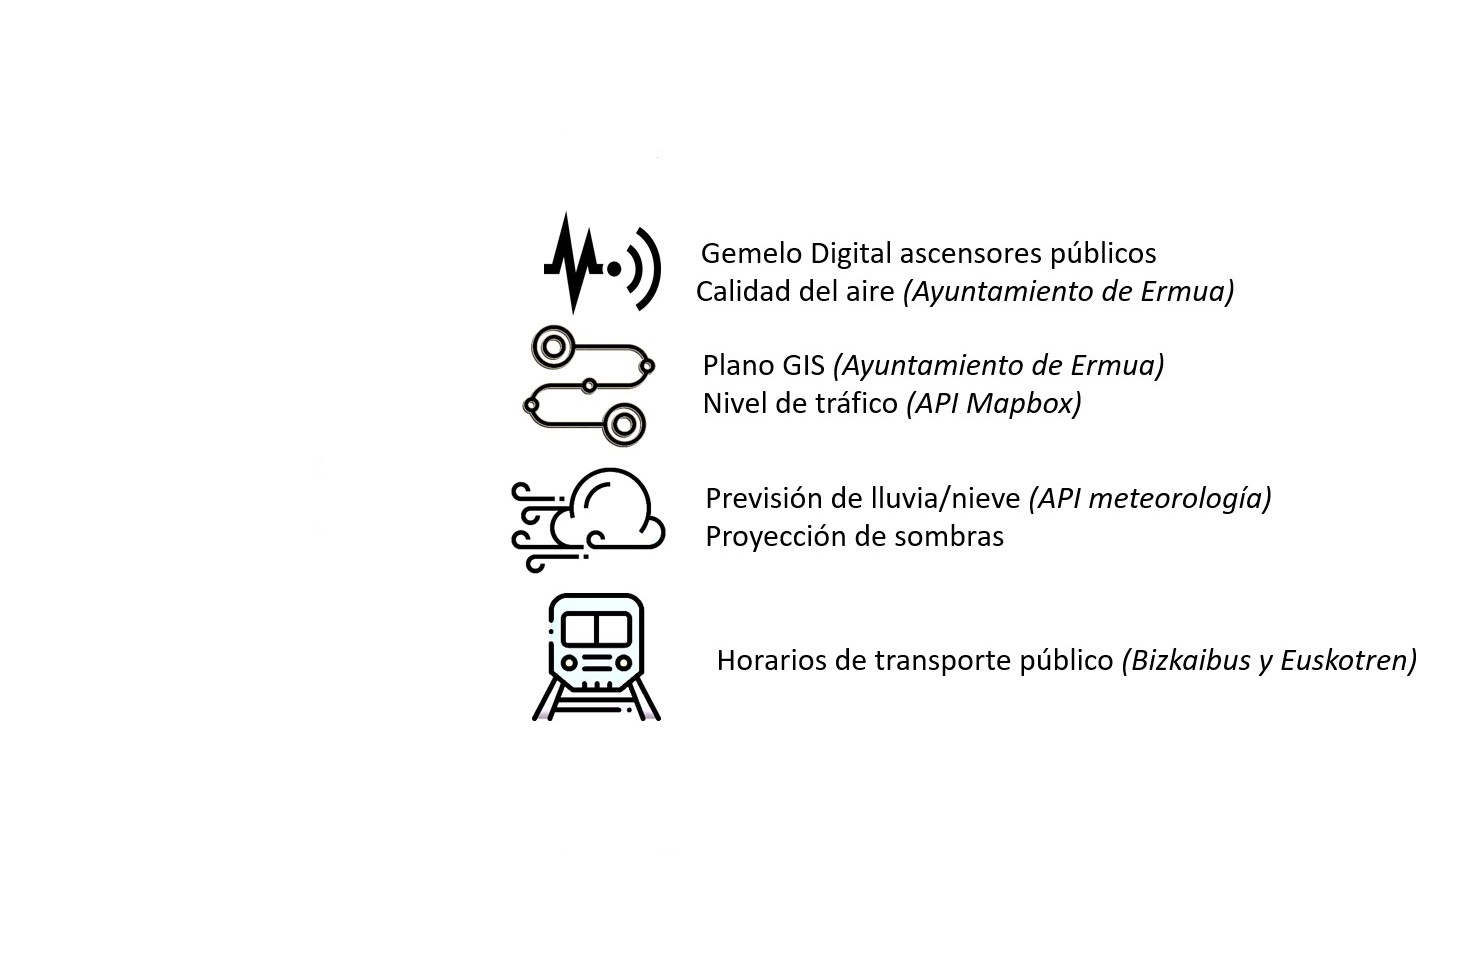 Gemelo Digital ascensores públicos
Calidad del aire (Ayuntamiento de Ermua)
Plano GIS (Ayuntamiento de Ermua)
Nivel de tráfico (API Mapbox)
Previsión de lluvia/nieve (API meteorología)
Proyección de sombras
Horarios de transporte público (Bizkaibus y Euskotren)